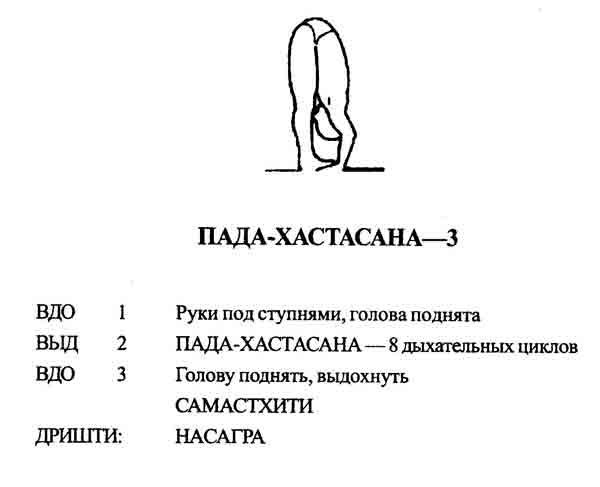 ПАДА-ХАСТАСАНА—3
ВДО 1 Руки под ступнями, голова поднята
ВЫД 2 ПАДА-ХАСТАСАНА — 8 дыхательных циклов
ВДО 3 Голову поднять, выдохнуть
САМАСТХИТИ
ДРИШТИ: НАСАГРА